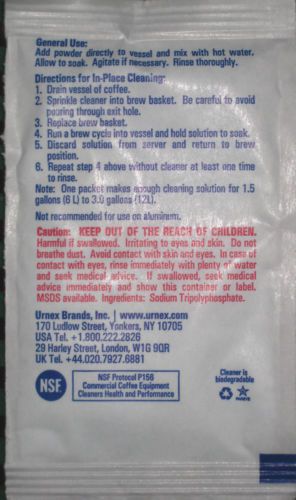 General Use:
Add powder directly to vessel and mix with hot water.
Allow to soak. Agitate if necessary. Rinse thoroughly.
Directions for In-Place Cleaning:
1. Drain vessel of coffee.
2. Sprinkle cleaner into brew basket. Be careful to avoid
pouring through exit hole.
3. Replace brew basket.
4. Run a brew cycle into vessel and hold solution to soak.
5. Discard solution from server and return to brew
position.
6. Repeat step 4 above without cleaner at least one time
to rinse.
Note: One packet makes enough cleaning solution for 1.5
gallons (6L) to 3.0 gallons (12L).
Not recommended for use on aluminum.
Caution: KEEP OUT OF THE REACH OF CHILDREN.
Harmful if swallowed. Irritating to eyes and skin. Do not
breathe dust. Avoid contact with skin and eyes. In case of
contact with eyes, rinse immediately with plenty of water
and seek medical advice. If swallowed, seek medical
advice immediately and show this container or label.
MSDS available. Ingredients: Sodium Tripolyphosphate.
Urnex Brands, Inc. | www.urnex.com
170 Ludlow Street, Yonkers, NY 10705
USA Tel. +1.800.222.2826
29 Harley Street, London, W1G 9QR
UK Tel. +44.020.7927.6881
NSF
NSF Protocol P156
Commercial Coffee Equipment
Cleaners Health and Performance
Cleaner is
biodegradable